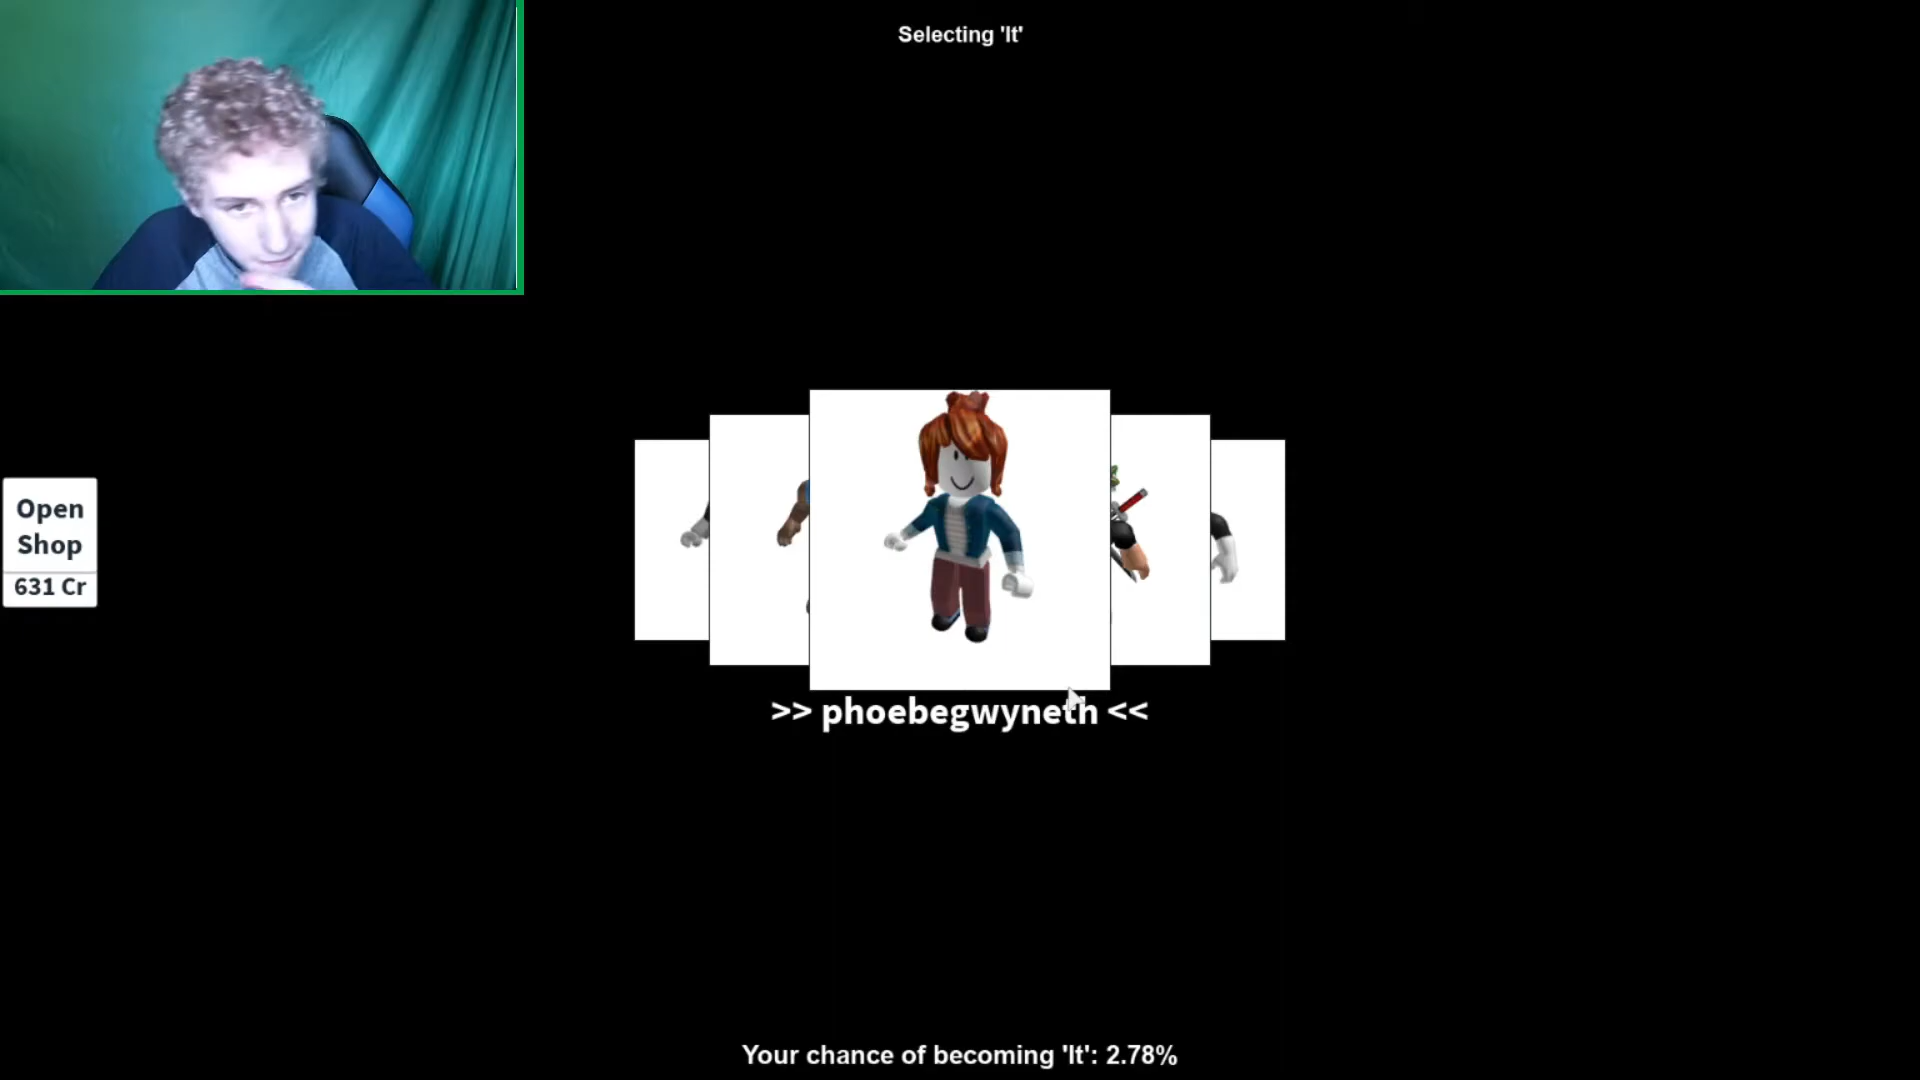 Selecting 'It'
Open
Shop
631 Cr
>> phoebegwyneth <<
Your chance of becoming 'It': 2.78%